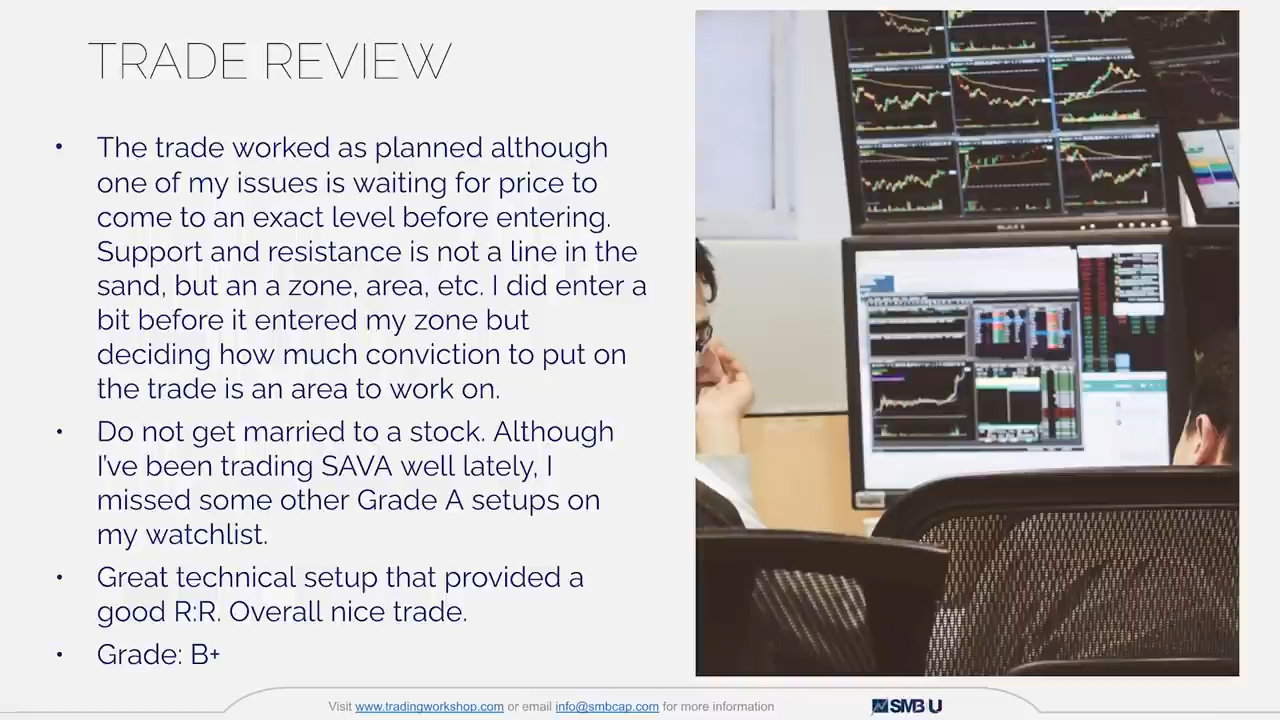 TRADE REVIEW
• The trade worked as planned although
one of my issues is waiting for price to
come to an exact level before entering.
Support and resistance is not a line in the
sand, but an a zone, area, etc. I did enter a
bit before it entered my zone but
deciding how much conviction to put on
the trade is an area to work on.
• Do not get married to a stock. Although
I've been trading SAVA well lately, I
missed some other Grade A setups on
my watchlist.
• Great technical setup that provided a
good R:R. Overall nice trade.
• Grade: B+
Visit www.tradingworkshop.com or email info@smbcap.com for more information
SMB U